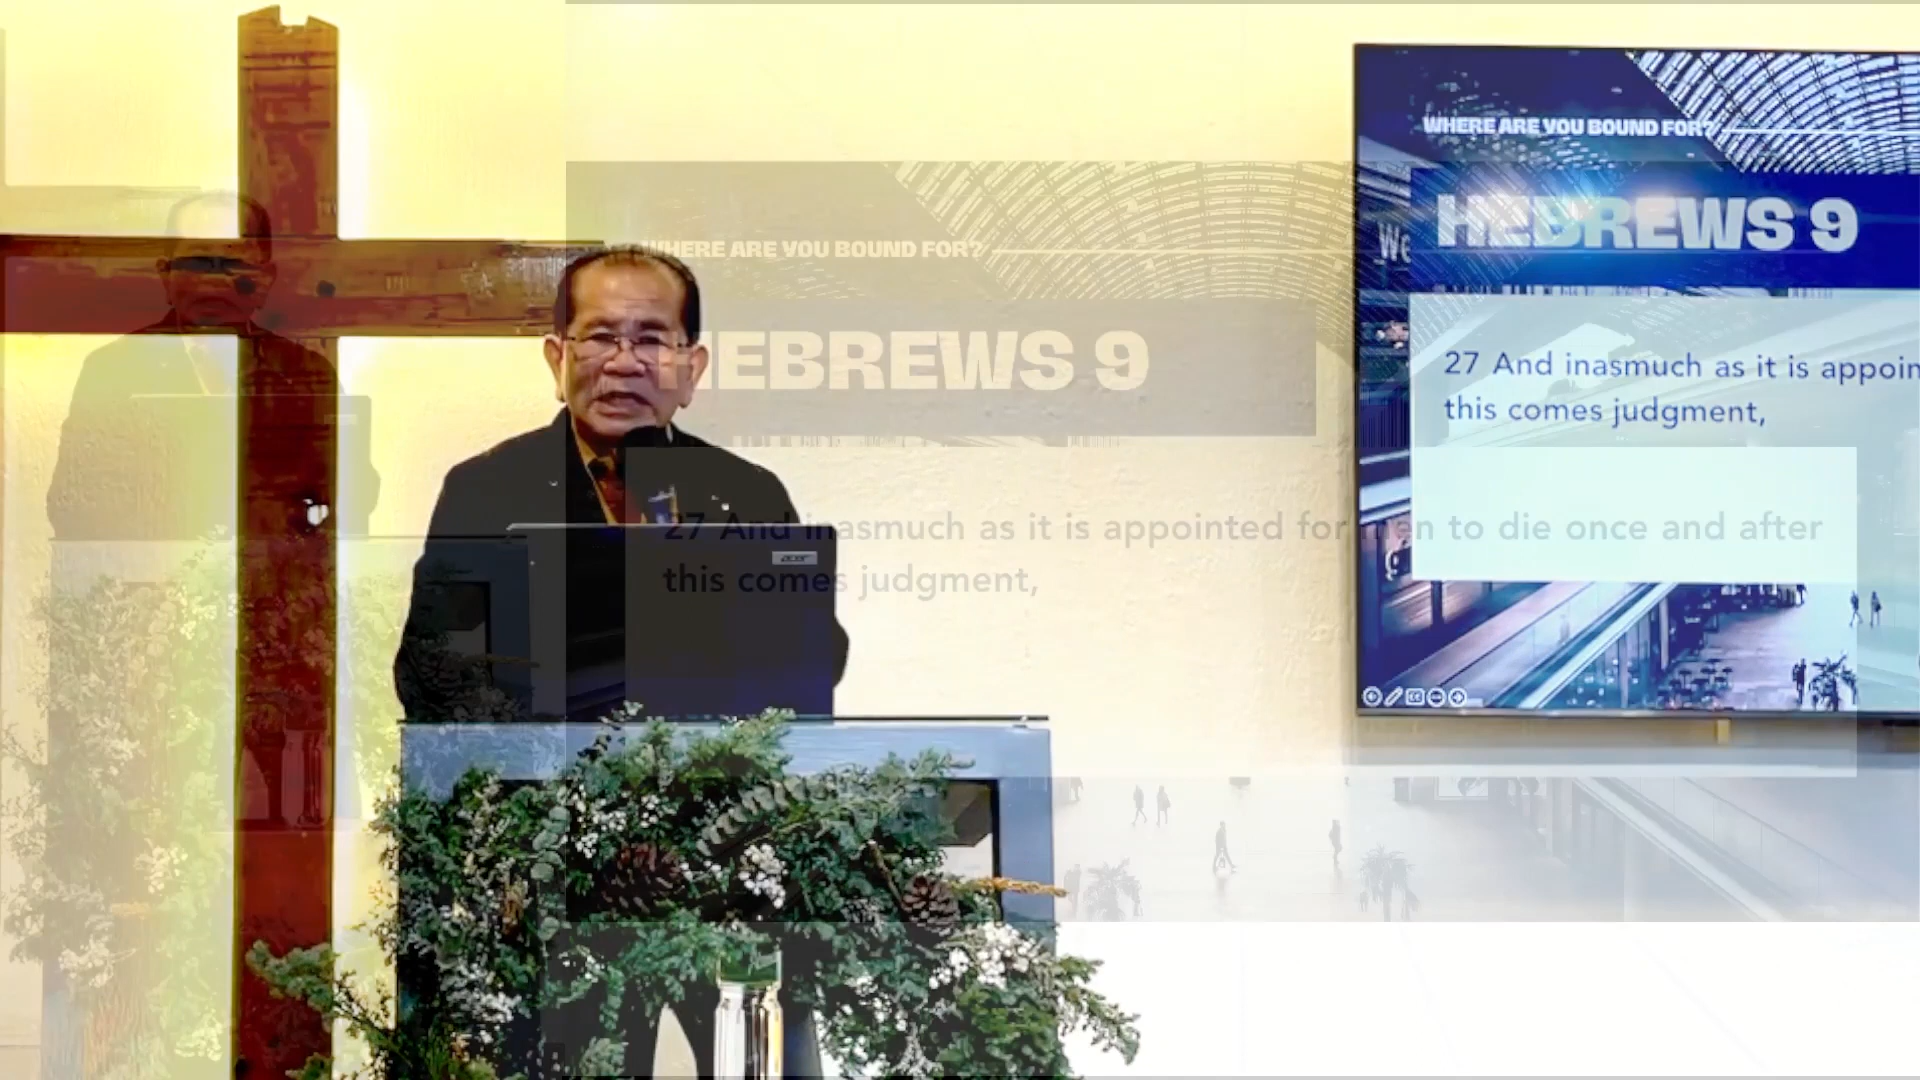 WHERE ARE YOU BOUND FOR?
HEBREWS 9
27 And inasmuch as it is appointed for men to die once and after
this comes judgment,
acer
WHERE ARE YOU BOUND FOR?
We
HEBREWS 9
27 And inasmuch as it is appoin
this comes judgment,